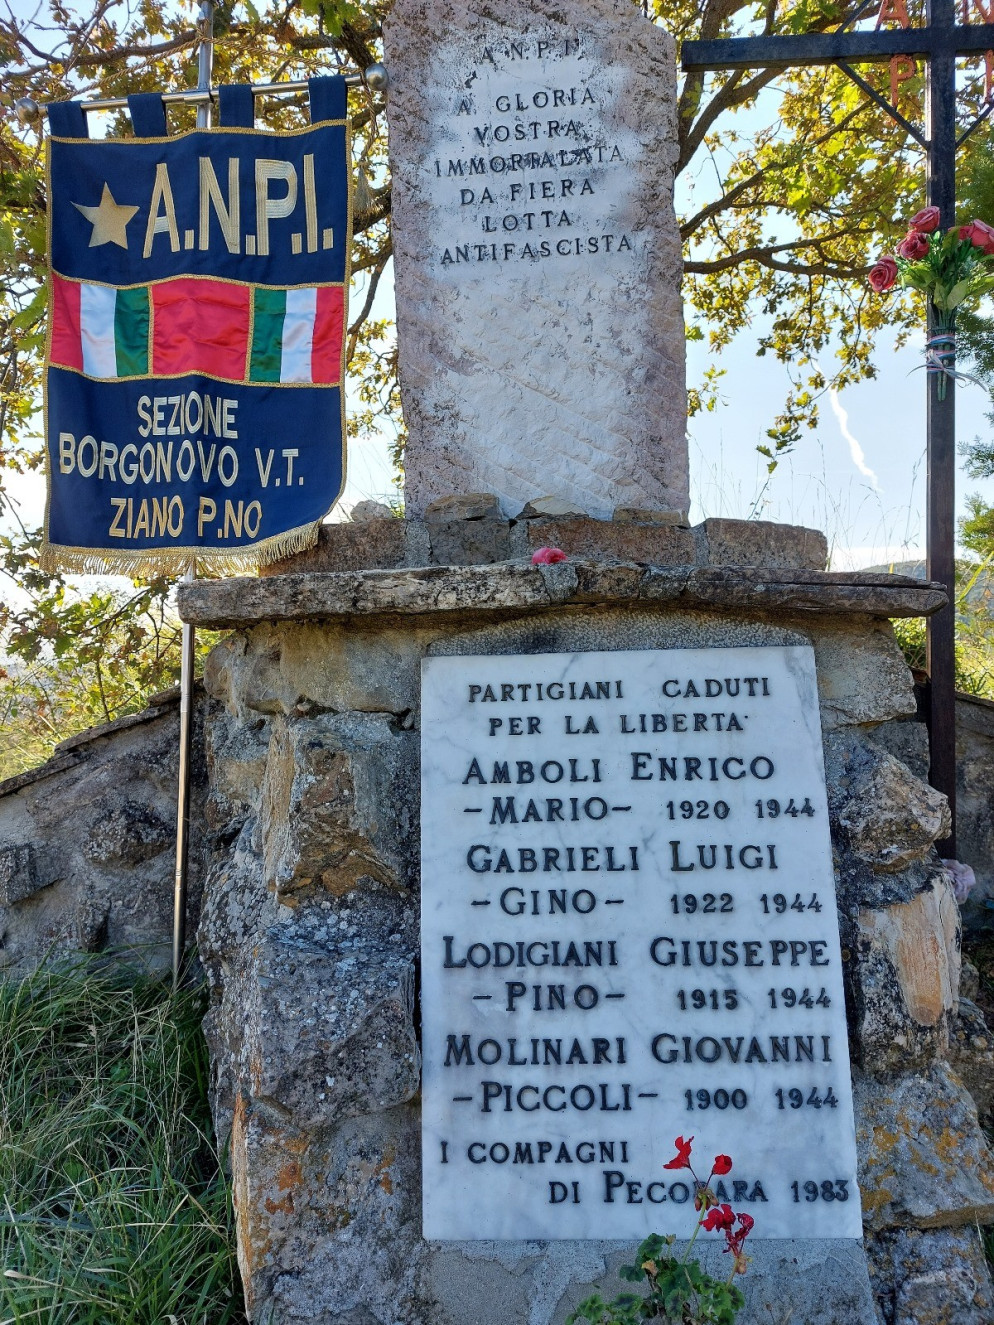 A.N.P.I.
SEZIONE
BORGONOVO V.T.
ZIANO P.NO
A.N.P.I.
A GLORIA
VOSTRA
IMMORTALATA
DA FIERA
LOTTA
ANTIFASCISTA
A N
P I
PARTIGIANI CADUTI
PER LA LIBERTA'
AMBOLI ENRICO
-MARIO- 1920 1944
GABRIELI LUIGI
-GINO- 1922 1944
LODIGIANI GIUSEPPE
-PINO- 1915 1944
MOLINARI GIOVANNI
-PICCOLI- 1900 1944
I COMPAGNI
DI PECORARA 1983